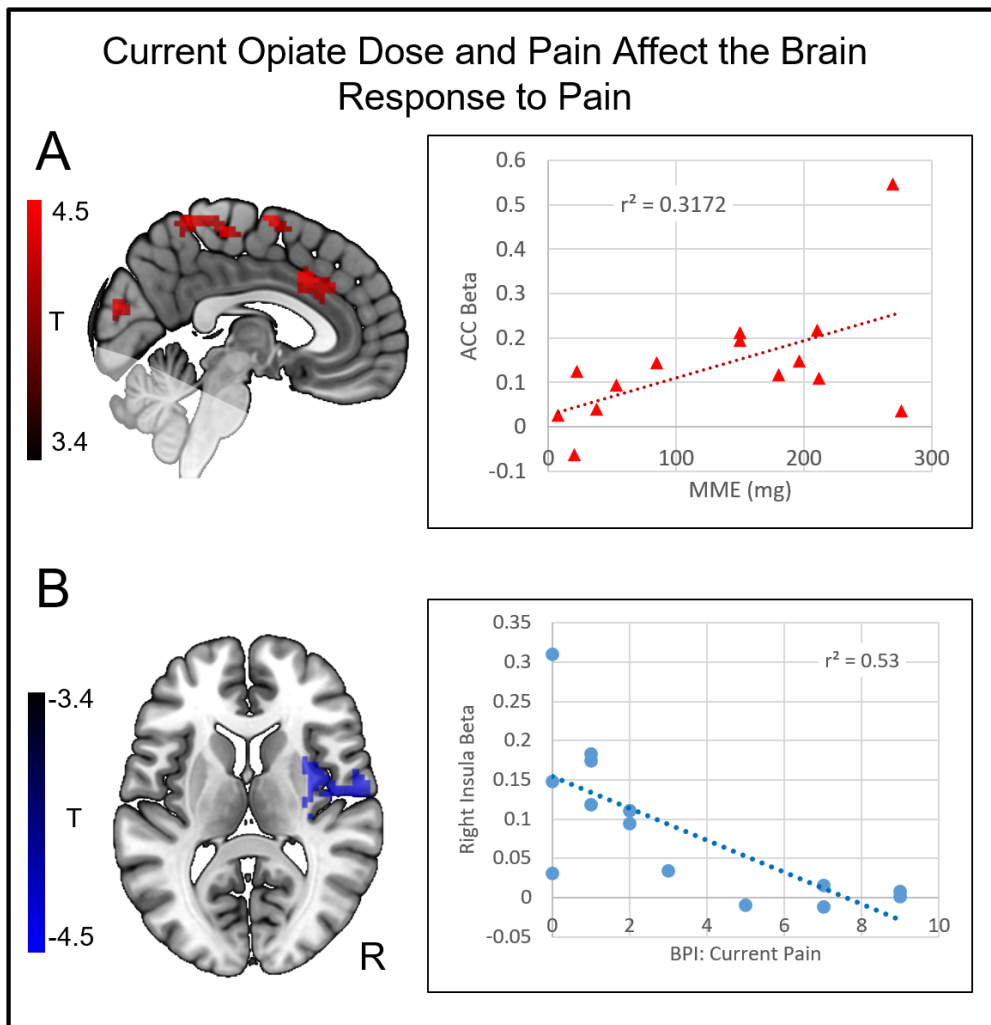 Current Opiate Dose and Pain Affect the Brain
Response to Pain
A
4.5
T
3.4
0.6
0.5
0.4
0.3
0.2
0.1
0
-0.1
ACC Beta
r² = 0.3172
0
100
200
300
MME (mg)
B
-3.4
T
-4.5
R
0.35
0.3
0.25
0.2
0.15
0.1
0.05
0
-0.05
Right Insula Beta
r² = 0.53
0
2
4
6
8
10
BPI: Current Pain